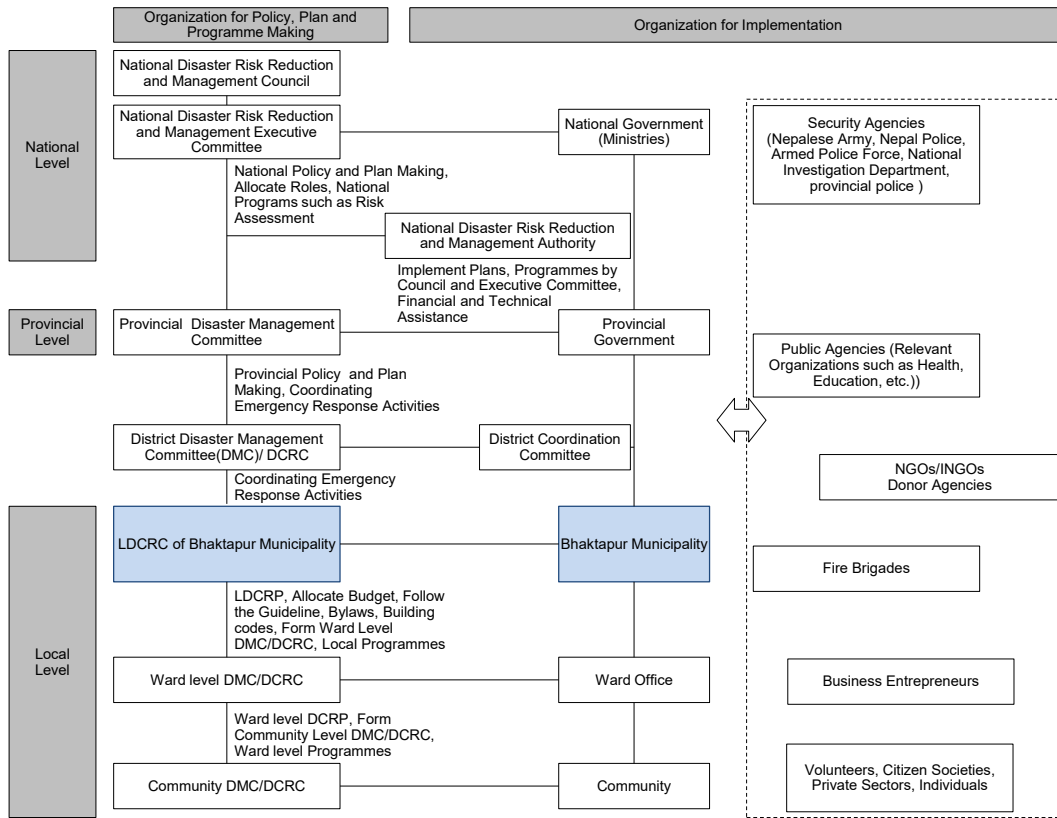 Organization for Policy, Plan and
Programme Making
Organization for Implementation
National
Level
National Disaster Risk Reduction
and Management Council
National Disaster Risk Reduction
and Management Executive
Committee
National Government
(Ministries)
Security Agencies
(Nepalese Army, Nepal Police,
Armed Police Force, National
Investigation Department,
provincial police )
National Policy and Plan Making,
Allocate Roles, National
Programs such as Risk
Assessment
National Disaster Risk Reduction
and Management Authority
Implement Plans, Programmes by
Council and Executive Committee,
Financial and Technical
Assistance
Provincial
Level
Provincial Disaster Management
Committee
Provincial
Government
Public Agencies (Relevant
Organizations such as Health,
Education, etc.))
Provincial Policy and Plan
Making, Coordinating
Emergency Response Activities
District Disaster Management
Committee(DMC)/ DCRC
District Coordination
Committee
NGOs/INGOs
Donor Agencies
Coordinating Emergency
Response Activities
Local
Level
LDCRC of Bhaktapur Municipality
Bhaktapur Municipality
Fire Brigades
LDCRP, Allocate Budget, Follow
the Guideline, Bylaws, Building
codes, Form Ward Level
DMC/DCRC, Local Programmes
Ward level DMC/DCRC
Ward Office
Business Entrepreneurs
Ward level DCRP, Form
Community Level DMC/DCRC,
Ward level Programmes
Community DMC/DCRC
Community
Volunteers, Citizen Societies,
Private Sectors, Individuals